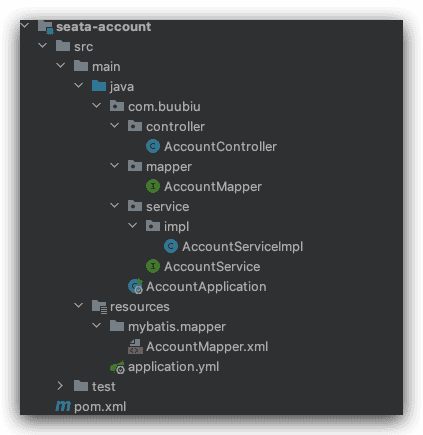 seata-account
src
main
java
com.buubiu
controller
AccountController
mapper
AccountMapper
service
impl
AccountServiceImpl
AccountService
AccountApplication
resources
mybatis.mapper
AccountMapper.xml
application.yml
test
pom.xml